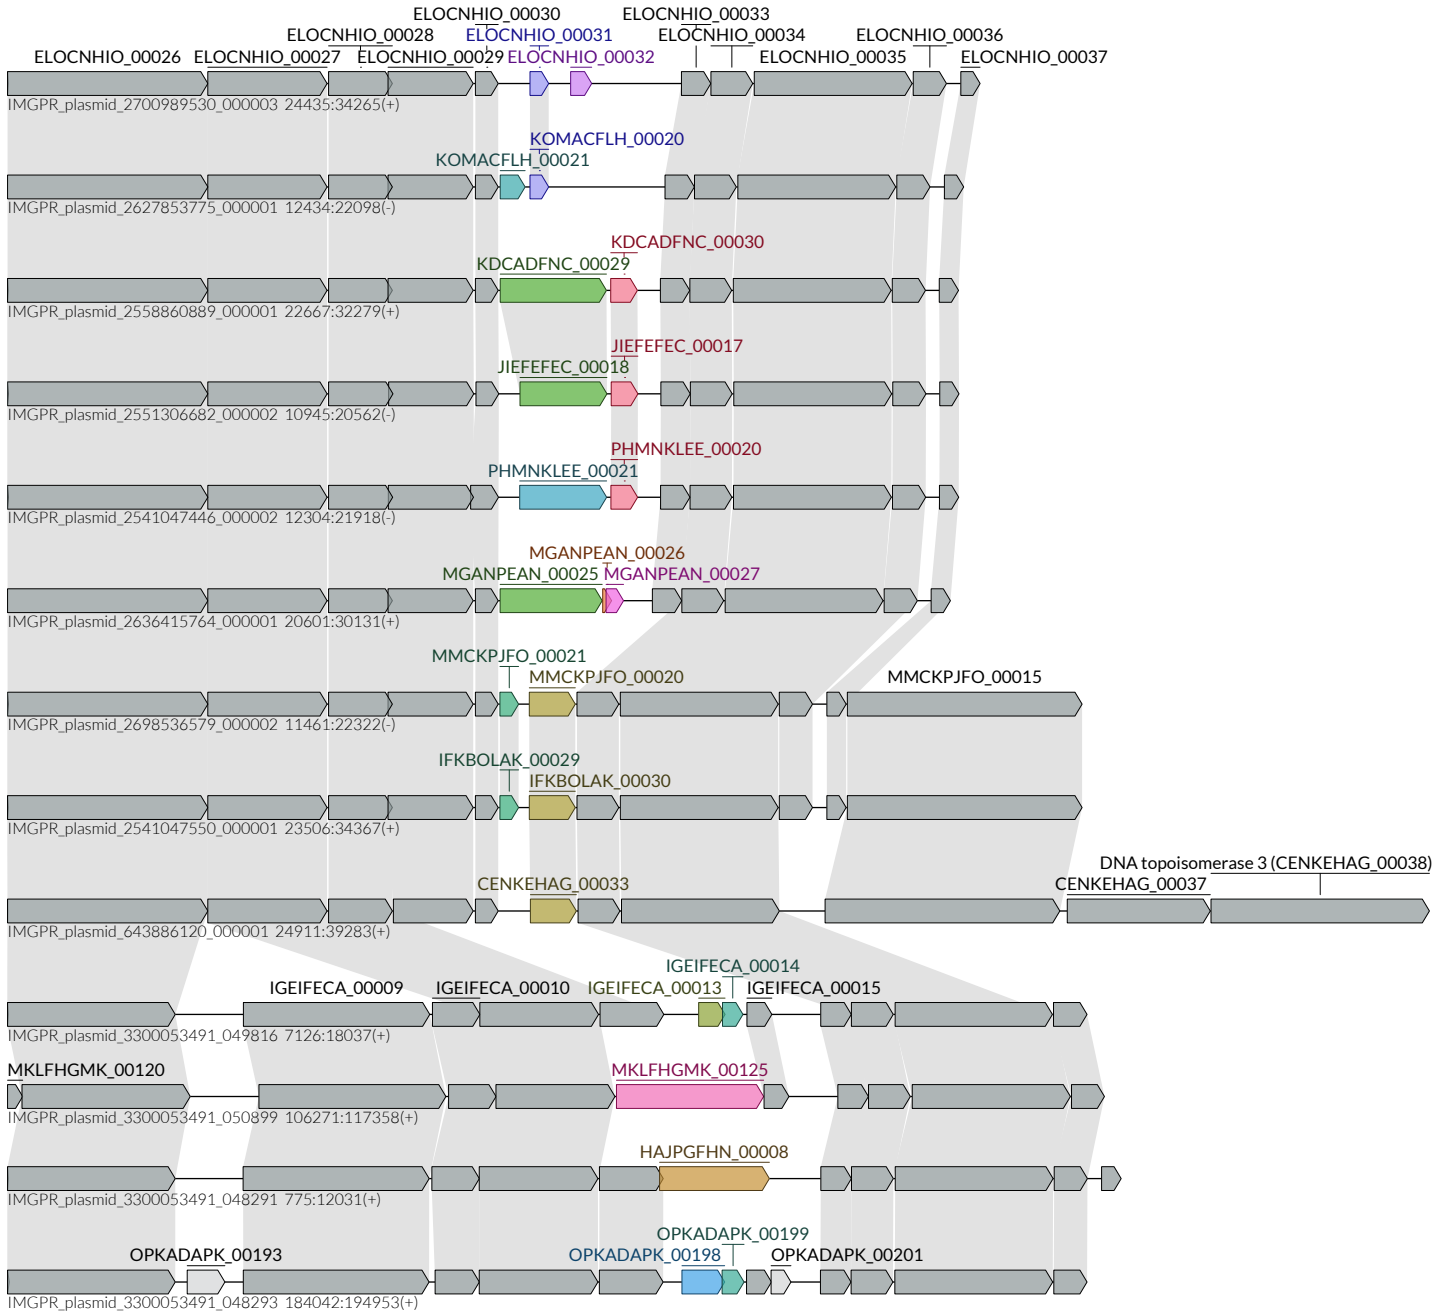 ELOCNHIO_00030 ELOCNHIO_00033
ELOCNHIO_00028 ELOCNHIO_00031 ELOCNHIO_00034 ELOCNHIO_00036
ELOCNHIO_00026 ELOCNHIO_00027 ELOCNHIO_00029 ELOCNHIO_00032 ELOCNHIO_00035 ELOCNHIO_00037
IMGPR_plasmid_2700989530_000003 24435:34265(+)
KOMACFLH_00020
KOMACFLH_00021
IMGPR_plasmid_2627853775_000001 12434:22098(-)
KDCADFNC_00030
KDCADFNC_00029
IMGPR_plasmid_2558860889_000001 22667:32279(+)
JIEFEFEC_00017
JIEFEFEC_00018
IMGPR_plasmid_2551306682_000002 10945:20562(-)
PHMNKLEE_00020
PHMNKLEE_00021
IMGPR_plasmid_2541047446_000002 12304:21918(-)
MGANPEAN_00026
MGANPEAN_00025 MGANPEAN_00027
IMGPR_plasmid_2636415764_000001 20601:30131(+)
MMCKPJFO_00021
MMCKPJFO_00020 MMCKPJFO_00015
IMGPR_plasmid_2698536579_000002 11461:22322(-)
IFKBOLAK_00029
IFKBOLAK_00030
IMGPR_plasmid_2541047550_000001 23506:34367(+)
DNA topoisomerase 3 (CENKEHAG_00038)
CENKEHAG_00033 CENKEHAG_00037
IMGPR_plasmid_643886120_000001 24911:39283(+)
IGEIFECA_00014
IGEIFECA_00009 IGEIFECA_00010 IGEIFECA_00013 IGEIFECA_00015
IMGPR_plasmid_3300053491_049816 7126:18037(+)
MKLFHGMK_00120 MKLFHGMK_00125
IMGPR_plasmid_3300053491_050899 106271:117358(+)
HAJPGFHN_00008
IMGPR_plasmid_3300053491_048291 775:12031(+)
OPKADAPK_00199
OPKADAPK_00193 OPKADAPK_00198 OPKADAPK_00201
IMGPR_plasmid_3300053491_048293 184042:194953(+)